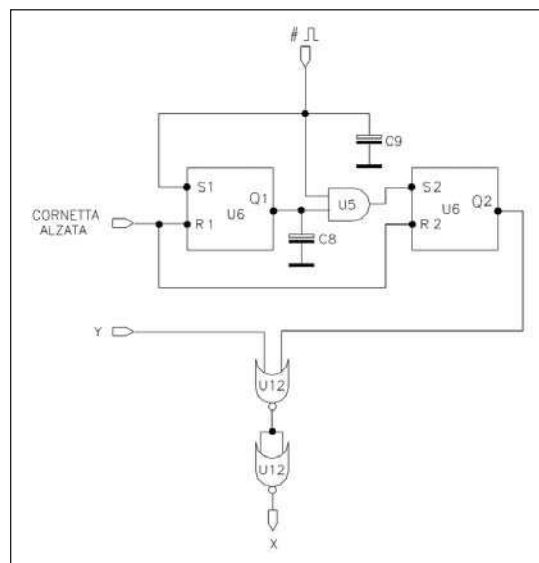 #
C9
S1
Q1
U6
R1
CORNETTA
ALZATA
C8
U5
S2
Q2
U6
R2
Y
U12
U12
X